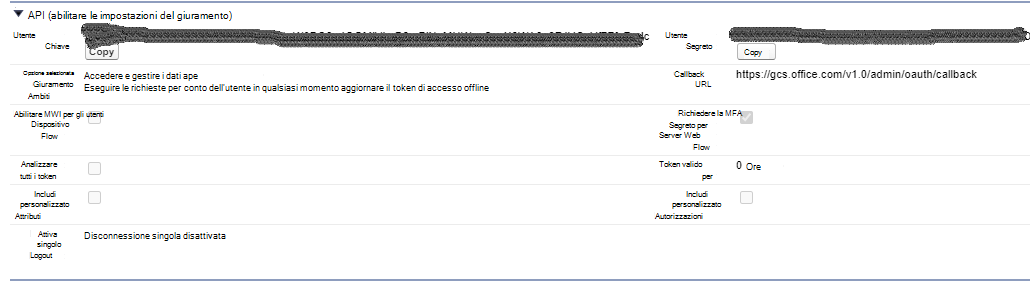 API (abilitare le impostazioni del giuramento)
Utente
Chiave
Copy
Utente
Segreto
Copy
Opzione selezionata
Giuramento
Ambiti
Accedere e gestire i dati ape
Eseguire le richieste per conto dell'utente in qualsiasi momento aggiornare il token di accesso offline
Callback
URL
https://gcs.office.com/v1.0/admin/oauth/callback
Abilitare MWI per gli utenti
Dispositivo
Flow
Richiedere la MFA
Segreto per
Server Web
Flow
Analizzare
tutti i token
Token valido
per
0 Ore
Includi
personalizzato
Attributi
Includi
personalizzato
Autorizzazioni
Attiva
singolo
Logout
Disconnessione singola disattivata